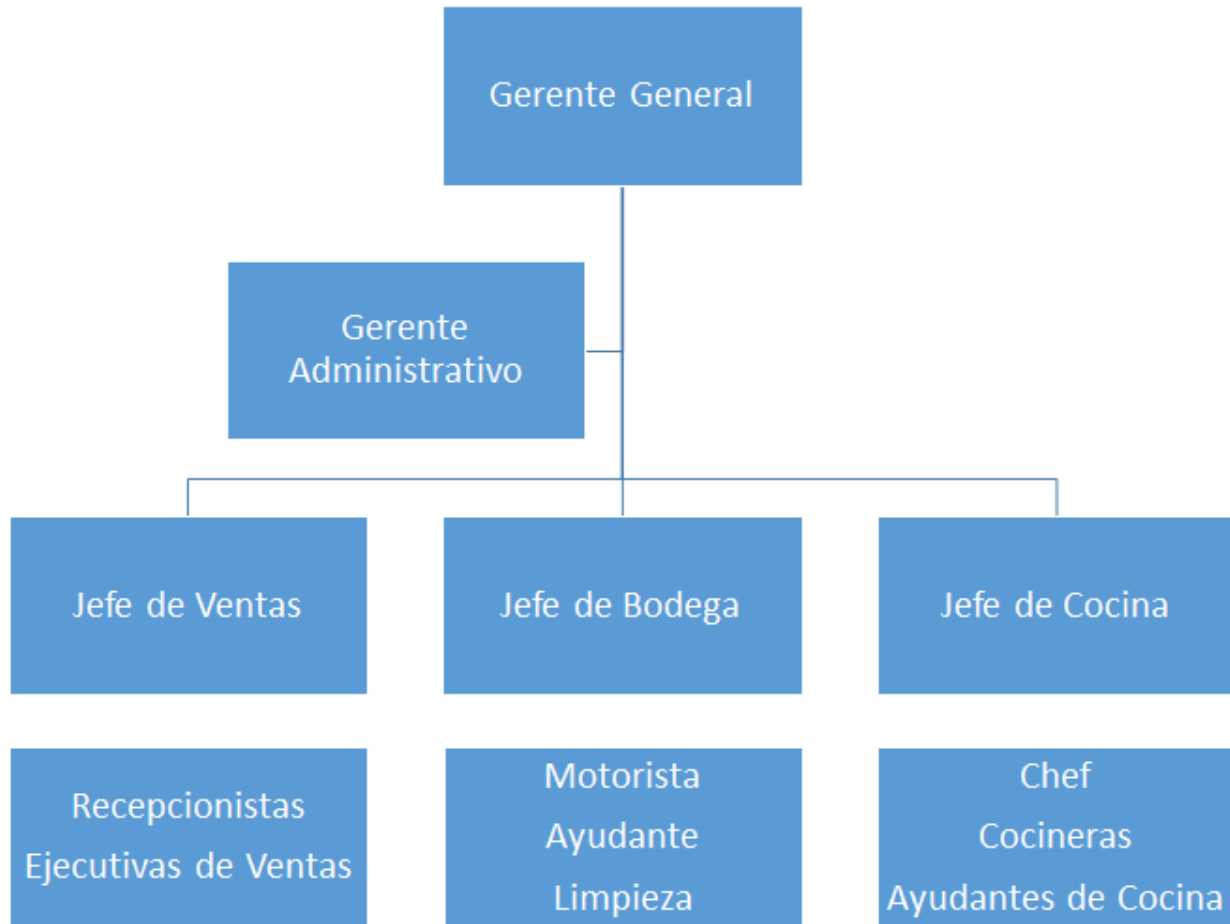 Gerente General
Gerente
Administrativo
Jefe de Ventas
Jefe de Bodega
Jefe de Cocina
Recepcionistas
Ejecutivas de Ventas
Motorista
Ayudante
Limpieza
Chef
Cocineras
Ayudantes de Cocina